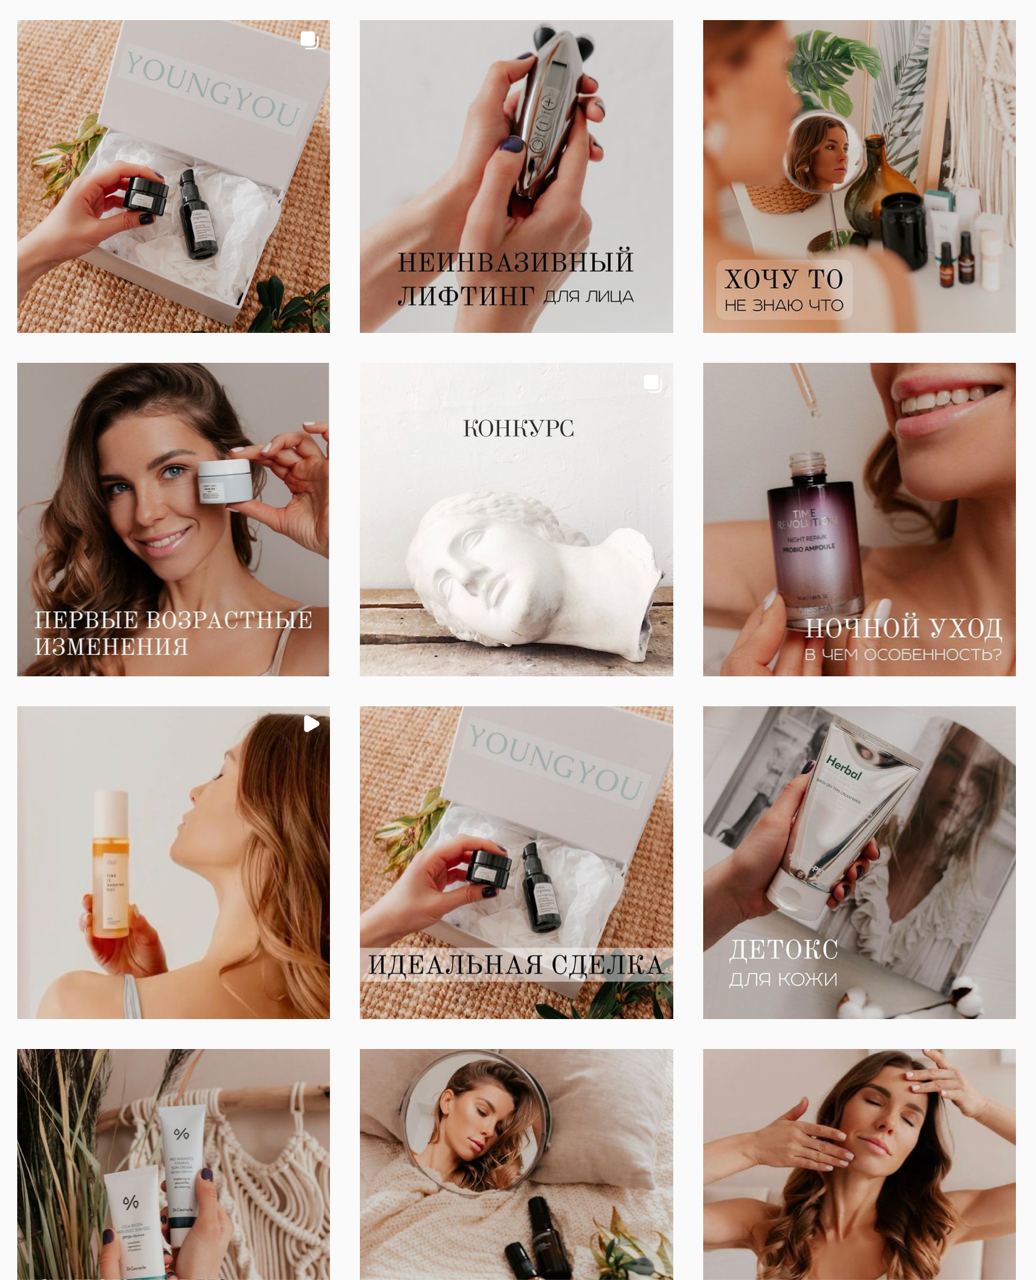 YOUNGYOU
НЕИНВАЗИВНЫЙ
ЛИФТИНГ ДЛЯ ЛИЦА
ХОЧУ ТО
НЕ ЗНАЮ ЧТО
ПЕРВЫЕ ВОЗРАСТНЫЕ
ИЗМЕНЕНИЯ
КОНКУРС
TIME
REVOLUTION
NIGHT REPAIR
PROBIO AMPOULE
НОЧНОЙ УХОД
В ЧЕМ ОСОБЕННОСТЬ?
YOUNGYOU
ИДЕАЛЬНАЯ СДЕЛКА
Herbal
ДЕТОКС
ДЛЯ КОЖИ